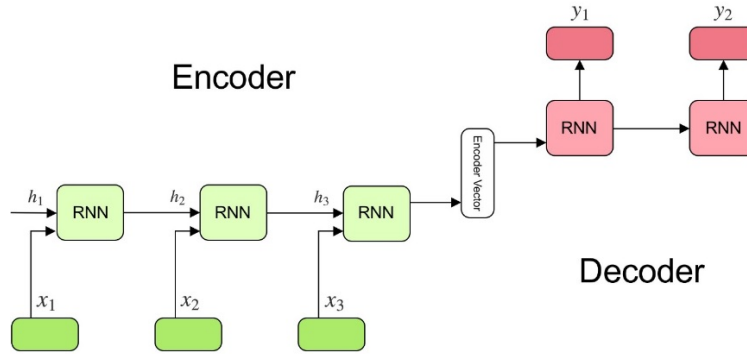 y₁
y₂
Encoder
RNN
RNN
Encoder Vector
h₁
RNN
h₂
RNN
h₃
RNN
Decoder
x₁
x₂
x₃